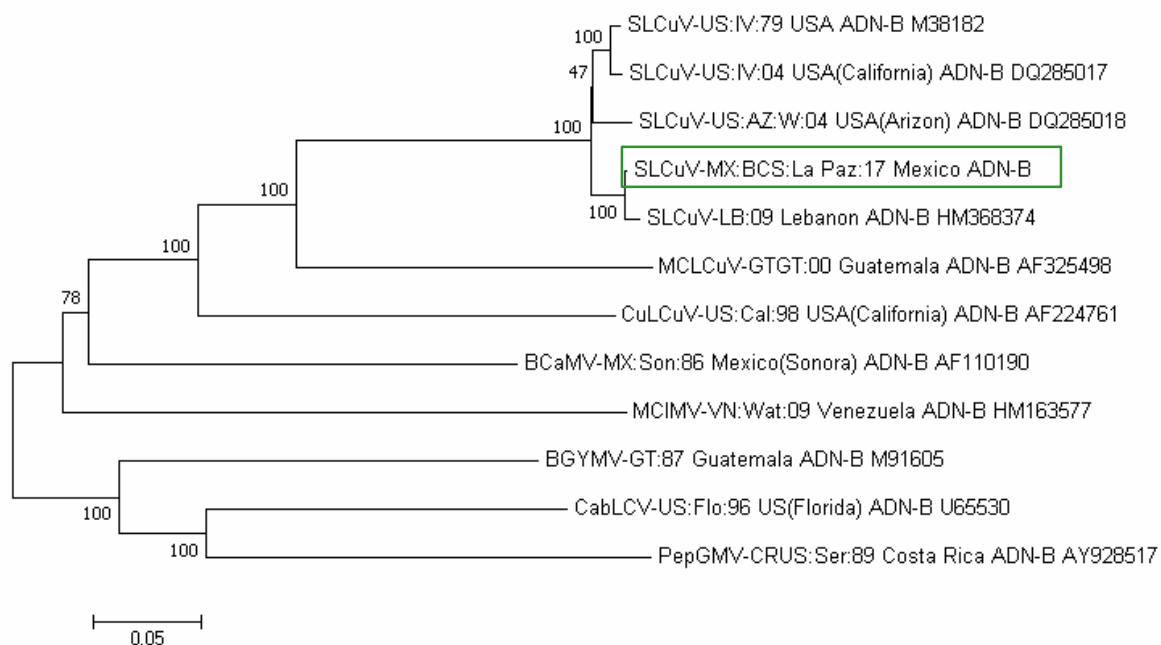 SLCuV-US:IV:79 USA ADN-B M38182
100
47
SLCuV-US:IV:04 USA(California) ADN-B DQ285017
SLCuV-US:AZ:W:04 USA(Arizon) ADN-B DQ285018
100
SLCuV-MX:BCS:La Paz:17 Mexico ADN-B
100
100
SLCuV-LB:09 Lebanon ADN-B HM368374
100
MCLCuV-GTGT:00 Guatemala ADN-B AF325498
78
CuLCuV-US:Cal:98 USA(California) ADN-B AF224761
BCaMV-MX:Son:86 Mexico(Sonora) ADN-B AF110190
MClMV-VN:Wat:09 Venezuela ADN-B HM163577
BGYMV-GT:87 Guatemala ADN-B M91605
100
CabLCV-US:Flo:96 US(Florida) ADN-B U65530
100
PepGMV-CRUS:Ser:89 Costa Rica ADN-B AY928517
0.05